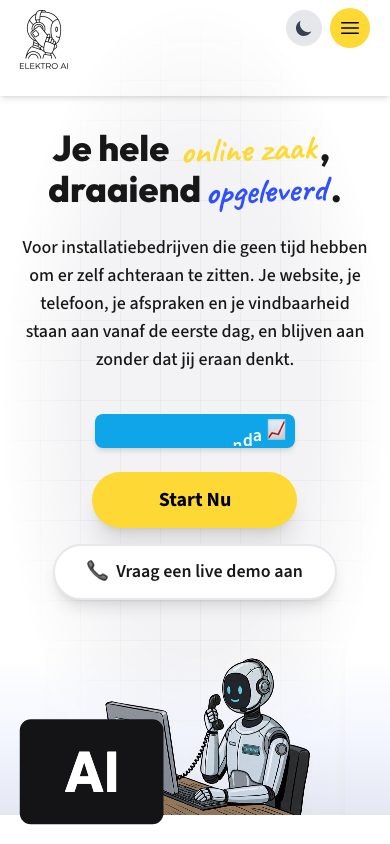 ELEKTRO AI
Je hele online zaak,
draaiend opgeleverd.
Voor installatiebedrijven die geen tijd hebben
om er zelf achteraan te zitten. Je website, je
telefoon, je afspraken en je vindbaarheid
staan aan vanaf de eerste dag, en blijven aan
zonder dat jij eraan denkt.
Start Nu
Vraag een live demo aan
AI